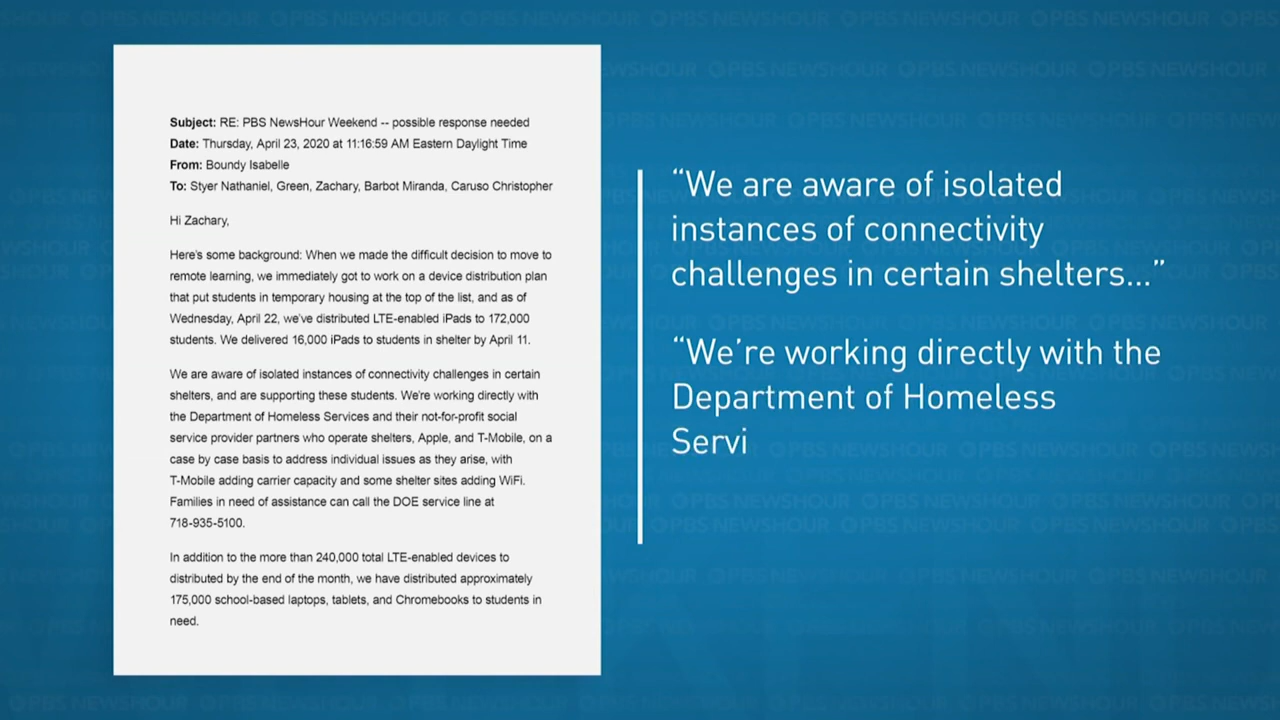 Subject: RE: PBS NewsHour Weekend -- possible response needed
Date: Thursday, April 23, 2020 at 11:16:59 AM Eastern Daylight Time
From: Boundy Isabelle
To: Styer Nathaniel, Green, Zachary, Barbot Miranda, Caruso Christopher
Hi Zachary,
Here's some background: When we made the difficult decision to move to
remote learning, we immediately got to work on a device distribution plan
that put students in temporary housing at the top of the list, and as of
Wednesday, April 22, we've distributed LTE-enabled iPads to 172,000
students. We delivered 16,000 iPads to students in shelter by April 11.
We are aware of isolated instances of connectivity challenges in certain
shelters, and are supporting these students. We're working directly with
the Department of Homeless Services and their not-for-profit social
service provider partners who operate shelters, Apple, and T-Mobile, on a
case by case basis to address individual issues as they arise, with
T-Mobile adding carrier capacity and some shelter sites adding WiFi.
Families in need of assistance can call the DOE service line at
718-935-5100.
In addition to the more than 240,000 total LTE-enabled devices to
distributed by the end of the month, we have distributed approximately
175,000 school-based laptops, tablets, and Chromebooks to students in
need.
“We are aware of isolated
instances of connectivity
challenges in certain shelters...”
“We're working directly with the
Department of Homeless
Servi
PBS NEWSHOUR